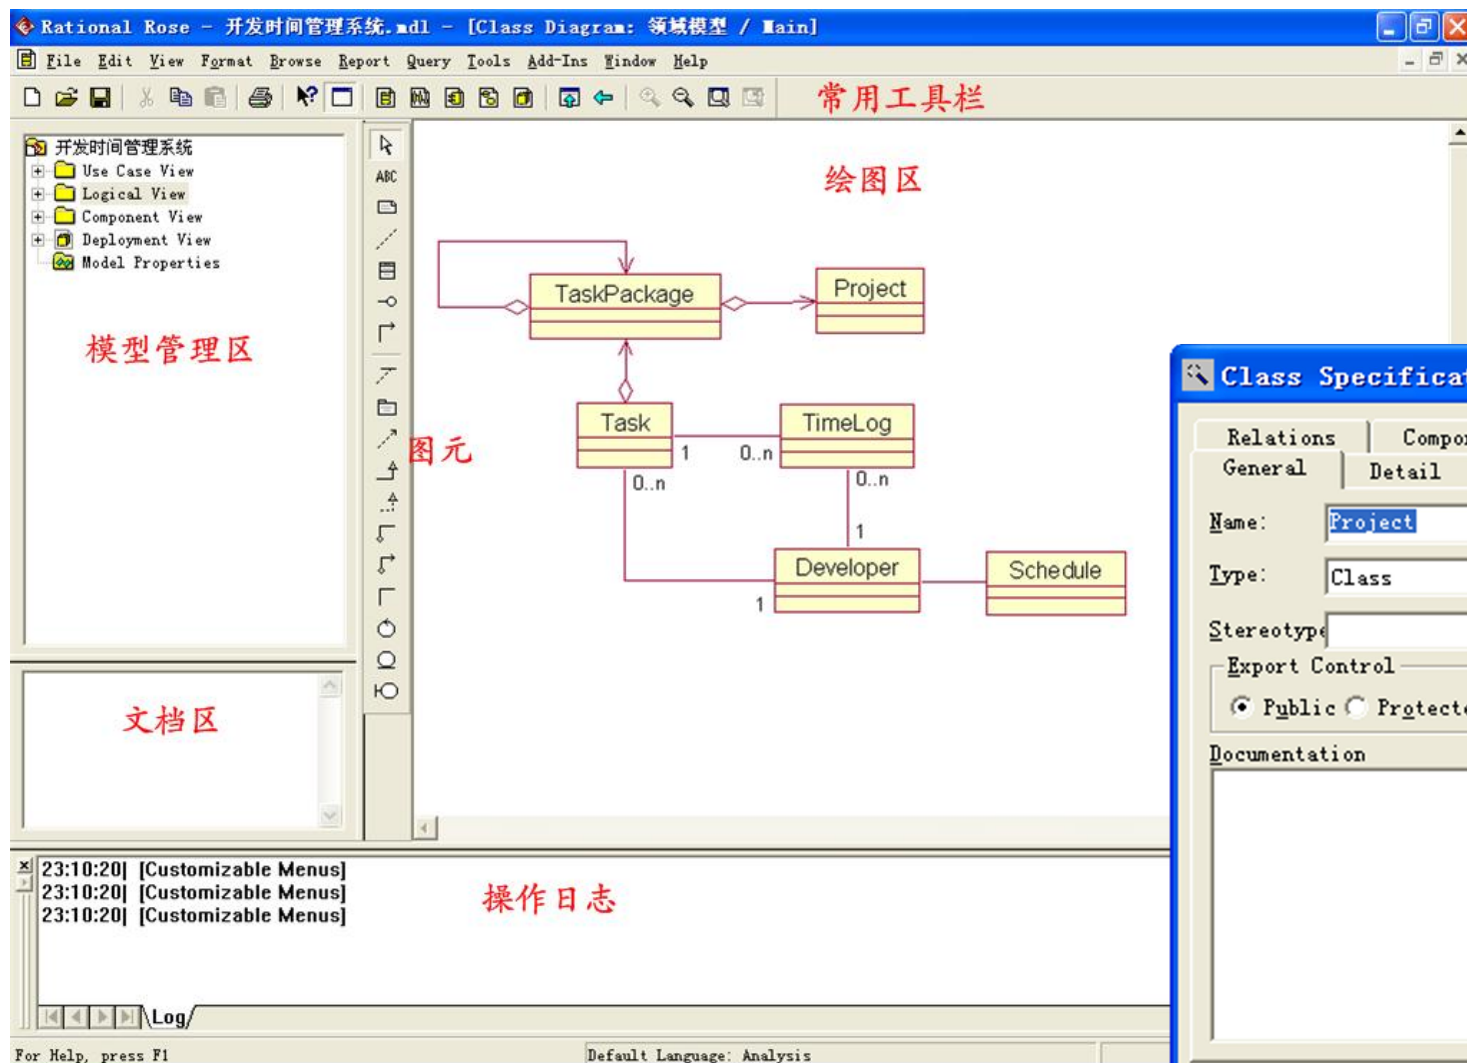 Rational Rose - 开发时间管理系统.mdl - [Class Diagram: 领域模型 / Main]
File Edit View Format Browse Report Query Tools Add-Ins Window Help
常用工具栏
开发时间管理系统
Use Case View
Logical View
Component View
Deployment View
Model Properties
模型管理区
ABC
图元
绘图区
TaskPackage
Project
Task
TimeLog
1
0..n
0..n
0..n
1
Developer
Schedule
1
文档区
Class Specificat
Relations Compo
General Detail
Name: Project
Type: Class
Stereotype
Export Control
Public Protecte
Documentation
23:10:20| [Customizable Menus]
23:10:20| [Customizable Menus]
23:10:20| [Customizable Menus]
操作日志
Log
For Help, press F1
Default Language: Analysis